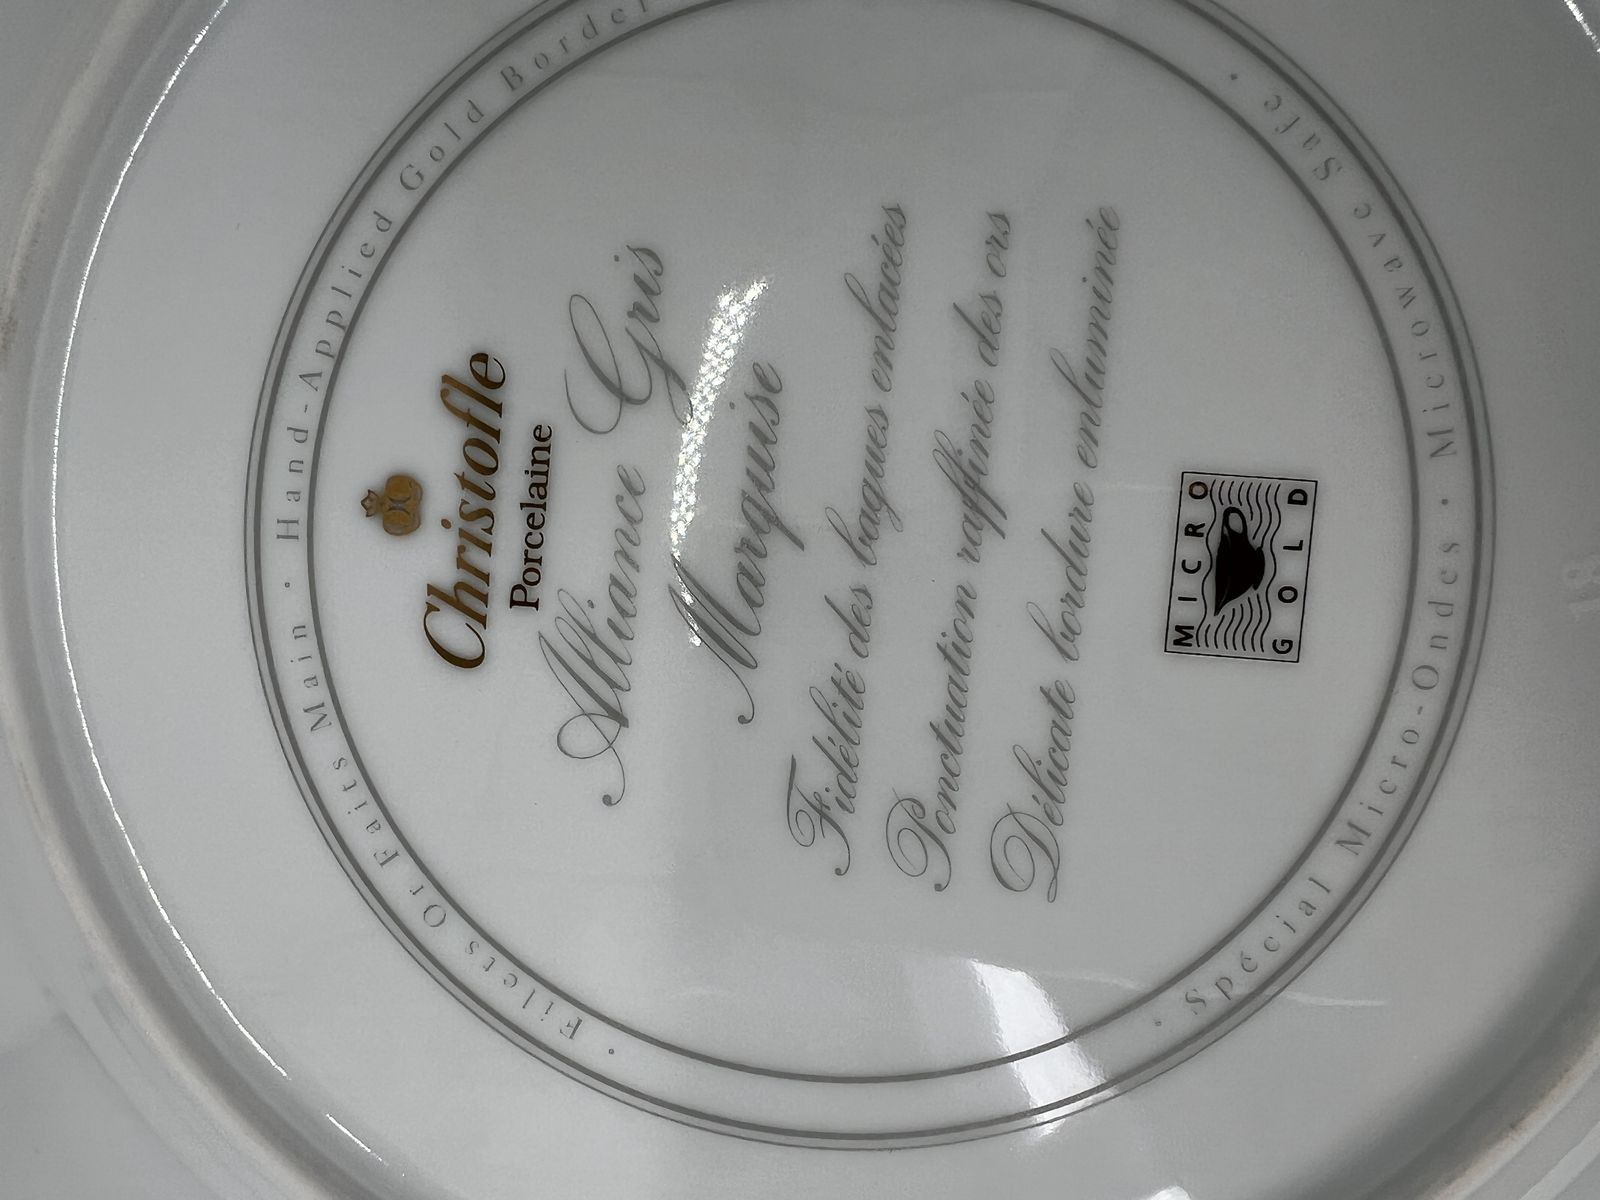 Christofle
Porcelaine
Alliance Gris
Marquise
Fidélité des bagues enlacées
Ponctuation raffinée des ors
Délicate bordure enluminée
MICRO
GOLD
· Filets Or Faits Main · Hand-Applied Gold Border
· Spécial Micro-Ondes · Microwave Safe ·